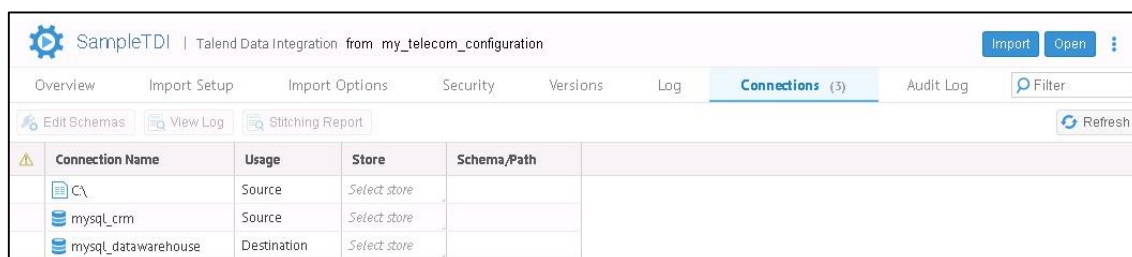 SampleTDI | Talend Data Integration from my_telecom_configuration Import Open
Overview Import Setup Import Options Security Versions Log Connections (3) Audit Log Filter
Edit Schemas View Log Stitching Report Refresh
Connection Name Usage Store Schema/Path
C:\ Source Select store
mysql_crm Source Select store
mysql_datawarehouse Destination Select store